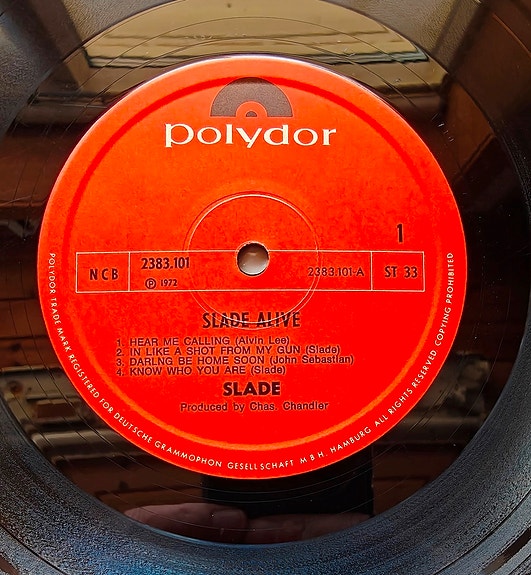 polydor
1
NCB
2383,101
Ⓟ 1972
2383,101-A
ST 33
SLADE ALIVE
1. HEAR ME CALLING (Alvin Lee)
2. IN LIKE A SHOT FROM MY GUN (Slade)
3. DARLNG BE HOME SOON (John Sebastian)
4. KNOW WHO YOU ARE (Slade)
SLADE
Produced by Chas. Chandler
POLYDOR TRADE MARK REGISTERED FOR DEUTSCHE GRAMMOPHON GESELLSCHAFT M B H. HAMBURG ALL RIGHTS RESERVED. COPYING PROHIBITED